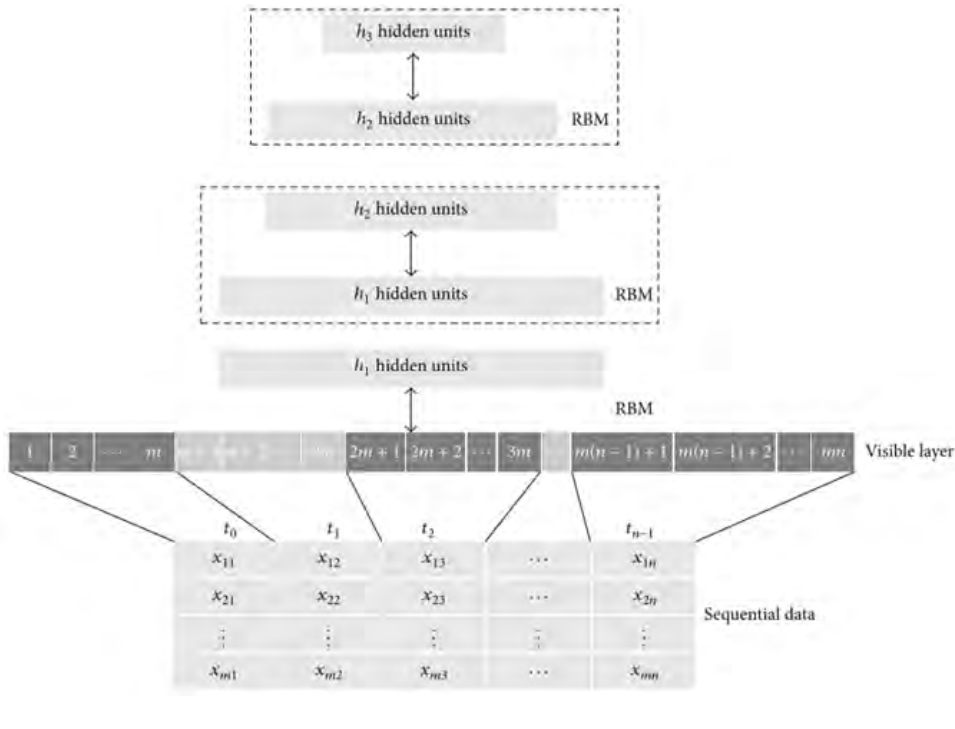 h₃ hidden units
h₂ hidden units
RBM
h₂ hidden units
h₁ hidden units
RBM
h₁ hidden units
RBM
1 2 ⋯ m 2m + 1 2m + 2 ⋯ 3m m(n − 1) + 1 m(n − 1) + 2 ⋯ mn Visible layer
t₀ t₁ t₂ tₙ₋₁
x₁₁ x₁₂ x₁₃ ⋯ x₁ₙ
x₂₁ x₂₂ x₂₃ ⋯ x₂ₙ
Sequential data
⋮ ⋮ ⋮ ⋮ ⋮
xₘ₁ xₘ₂ xₘ₃ ⋯ xₘₙ